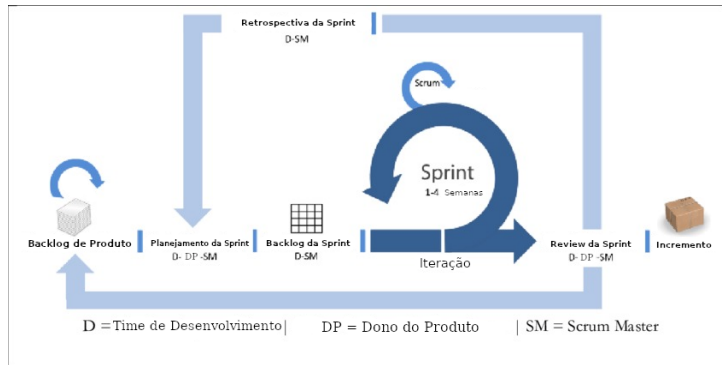 Retrospectiva da Sprint
D-SM
Scrum
Sprint
1-4 Semanas
Backlog de Produto
Planejamento da Sprint
D- DP -SM
Backlog da Sprint
D-SM
Iteração
Review da Sprint
D- DP -SM
Incremento
D =Time de Desenvolvimento| DP = Dono do Produto | SM = Scrum Master